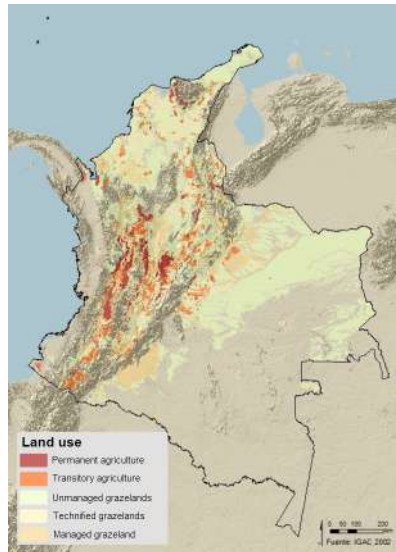 Land use
Permanent agriculture
Transitory agriculture
Unmanaged grazelands
Technified grazelands
Managed grazeland
0 50 100 200
Fuente: IGAC 2002